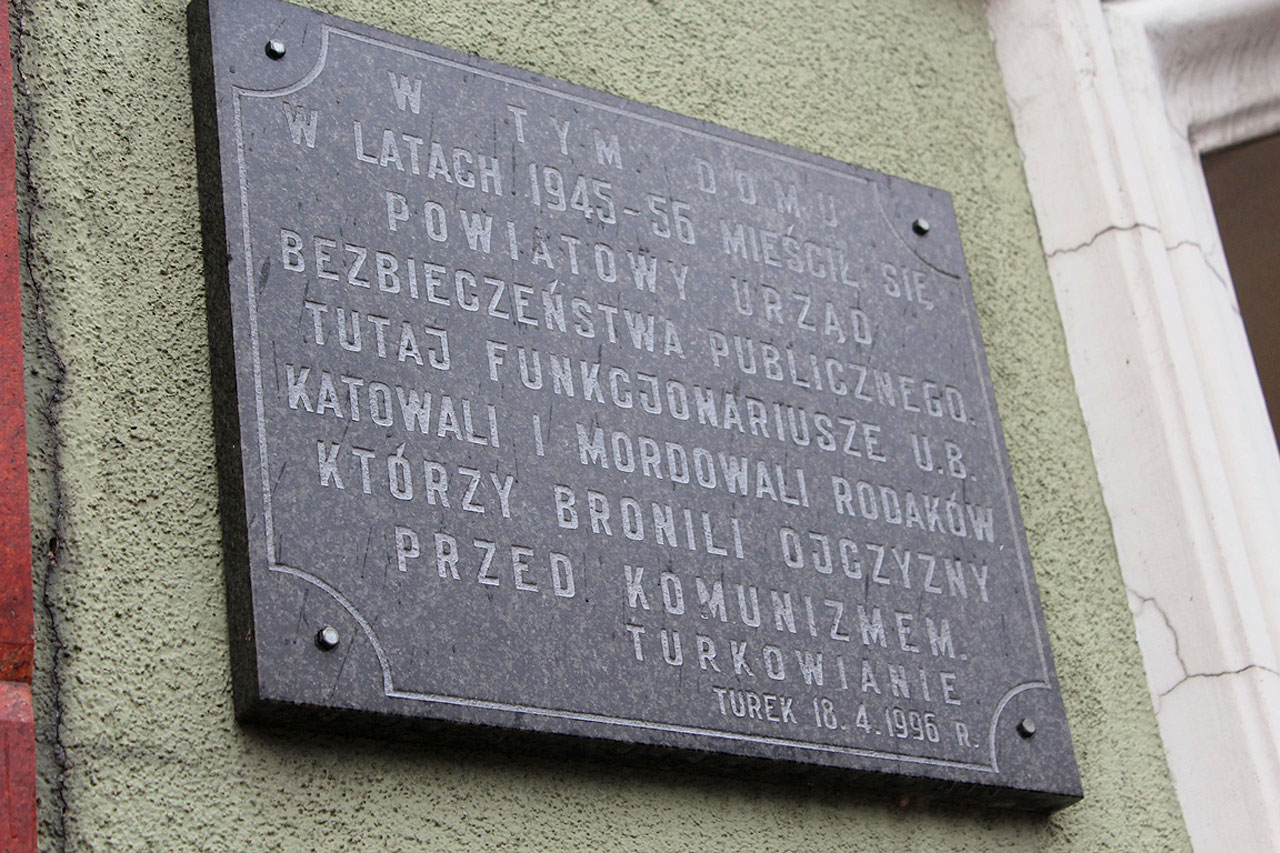 W TYM DOMU
W LATACH 1945-56 MIEŚCIŁ SIĘ
POWIATOWY URZĄD
BEZBIECZEŃSTWA PUBLICZNEGO.
TUTAJ FUNKCJONARIUSZE U.B.
KATOWALI I MORDOWALI RODAKÓW
KTÓRZY BRONILI OJCZYZNY
PRZED KOMUNIZMEM.
TURKOWIANIE
TUREK 18.4.1996 R.